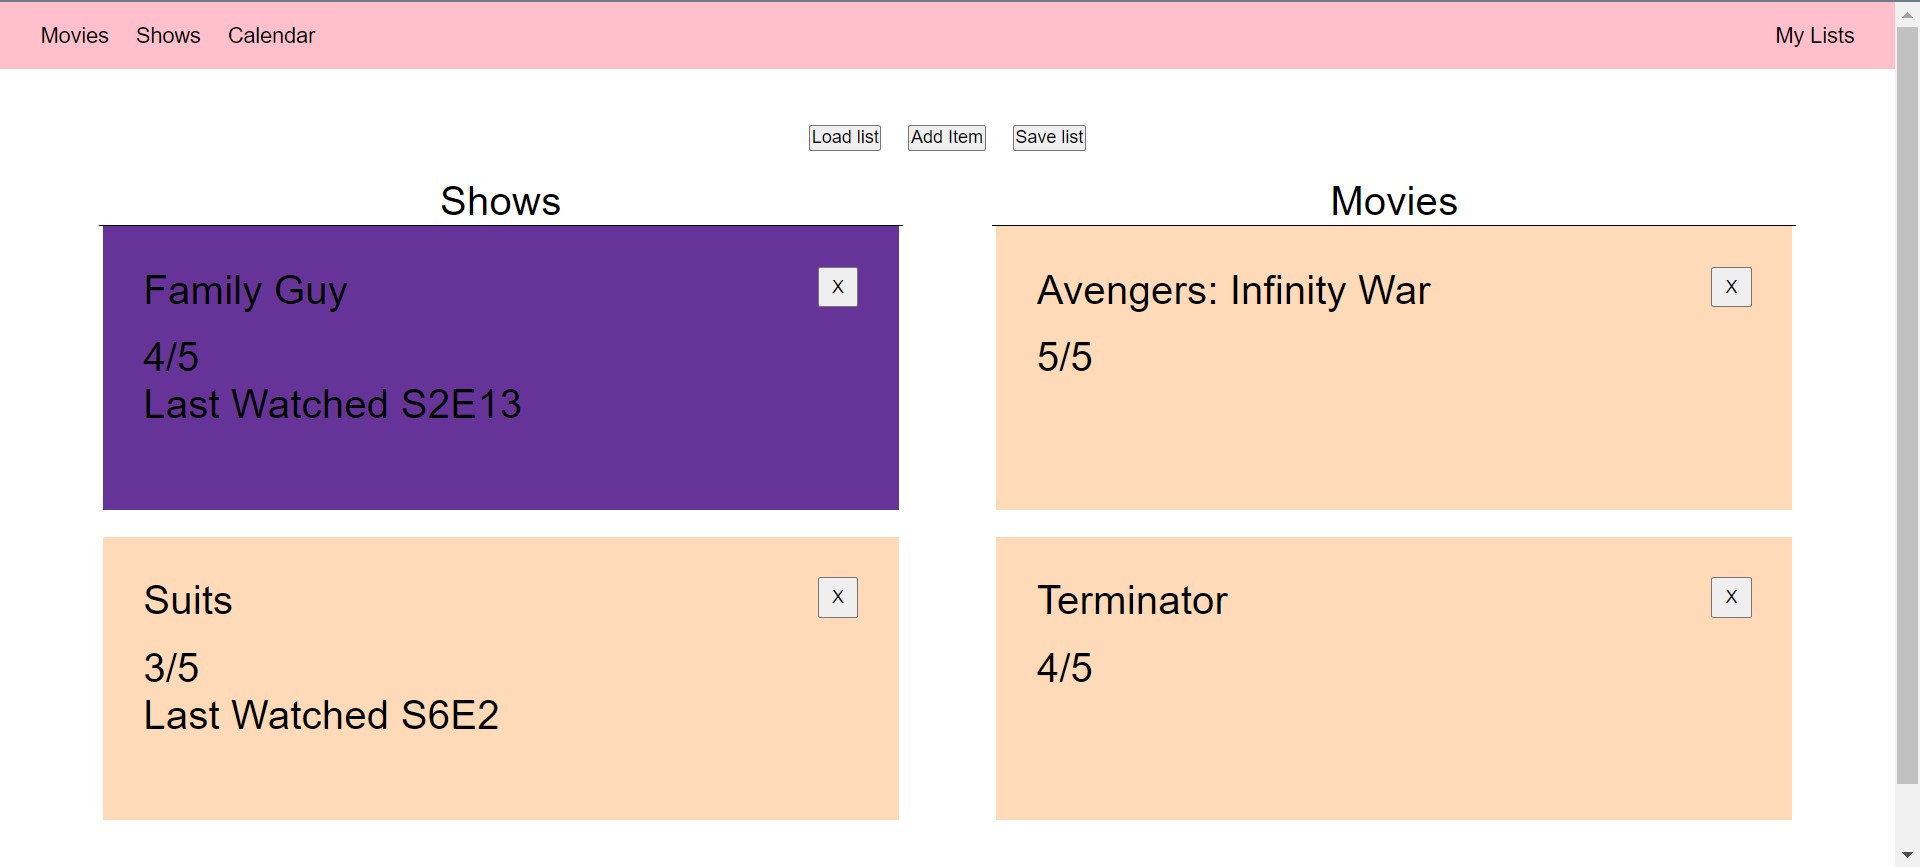 Movies Shows Calendar My Lists
Load list Add Item Save list
Shows
Family Guy X
4/5
Last Watched S2E13
Suits X
3/5
Last Watched S6E2
Movies
Avengers: Infinity War X
5/5
Terminator X
4/5